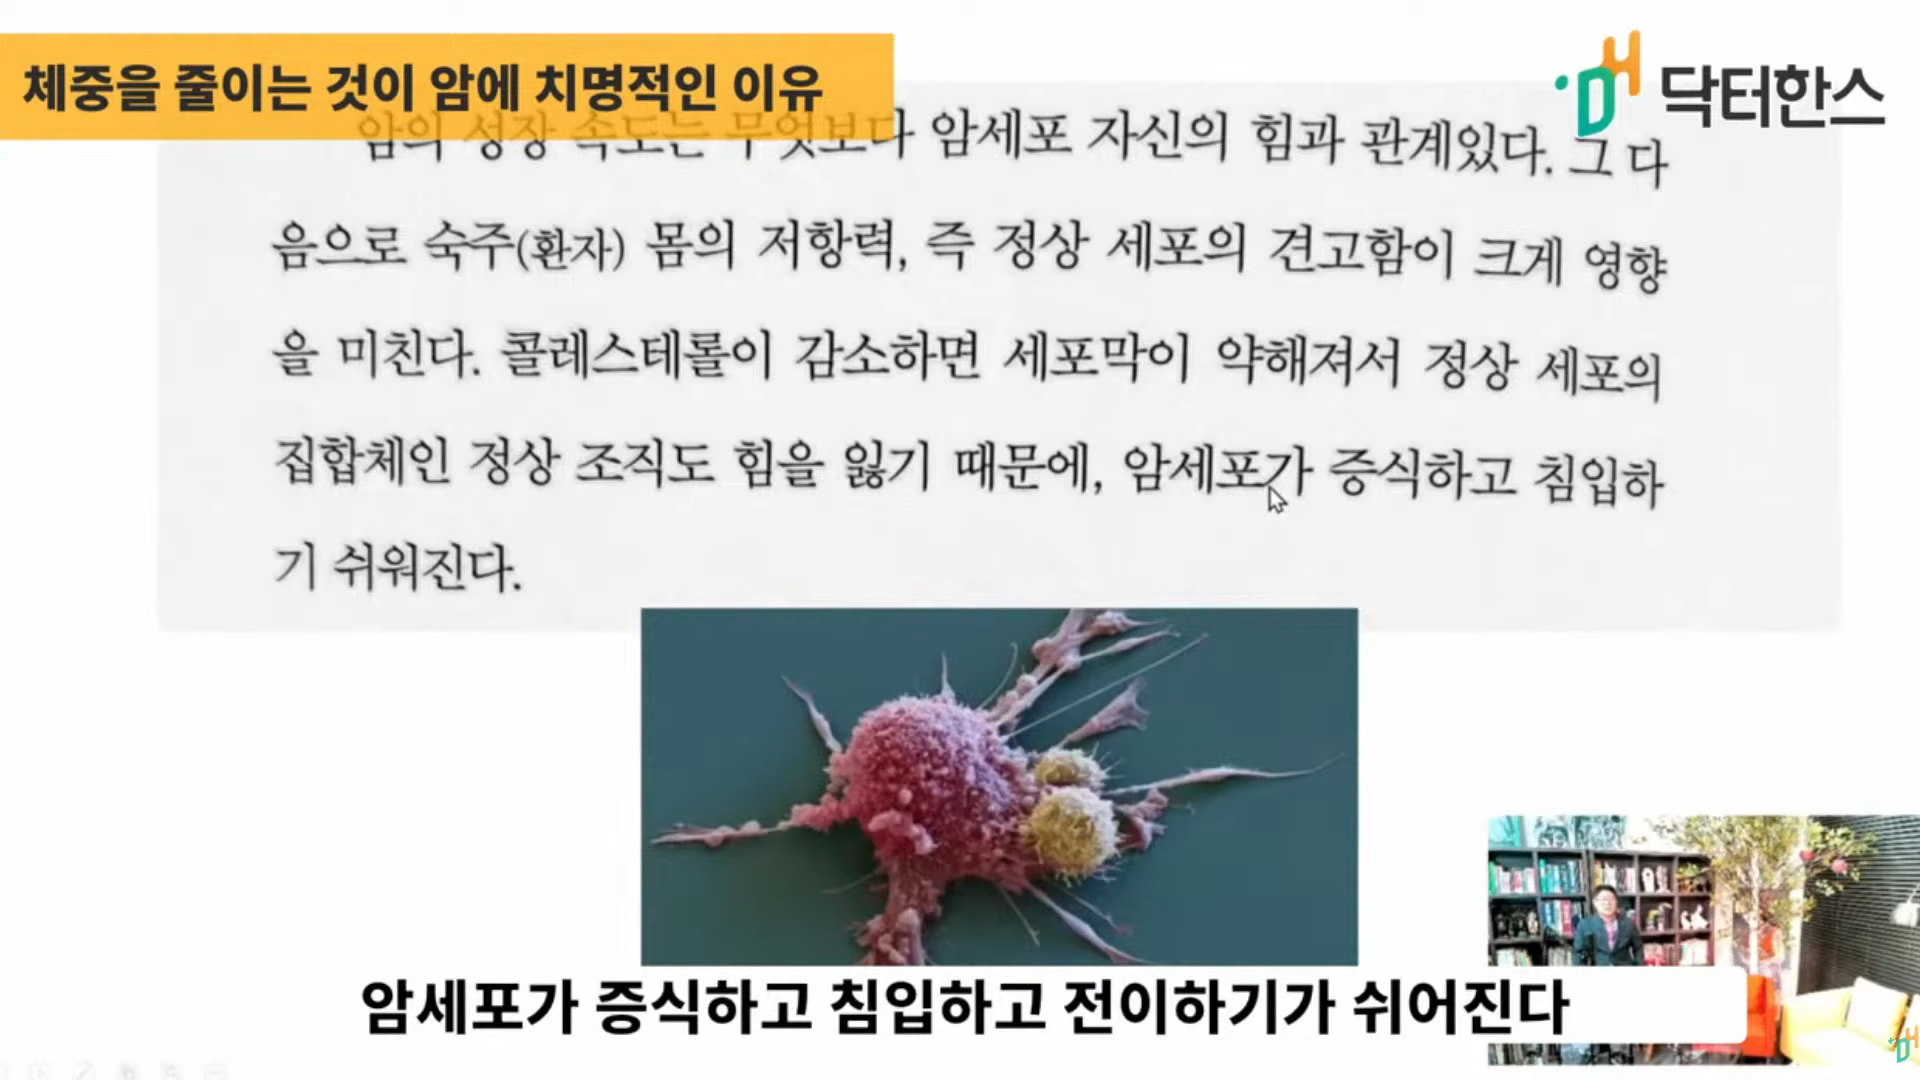 체중을 줄이는 것이 암에 치명적인 이유
닥터한스
암의 성장 속도는 무엇보다 암세포 자신의 힘과 관계있다. 그 다
음으로 숙주(환자) 몸의 저항력, 즉 정상 세포의 견고함이 크게 영향
을 미친다. 콜레스테롤이 감소하면 세포막이 약해져서 정상 세포의
집합체인 정상 조직도 힘을 잃기 때문에, 암세포가 증식하고 침입하
기 쉬워진다.
암세포가 증식하고 침입하고 전이하기가 쉬어진다